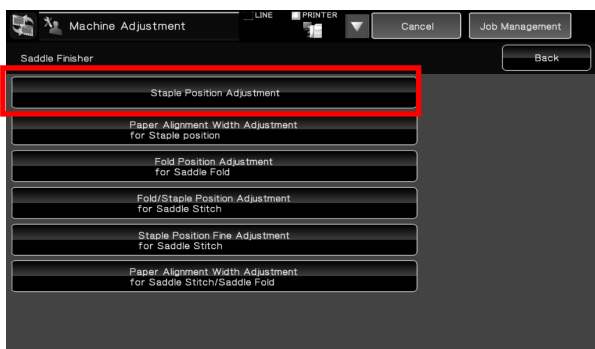 Machine Adjustment
LINE
PRINTER
Cancel
Job Management
Saddle Finisher
Back
Staple Position Adjustment
Paper Alignment Width Adjustment
for Staple position
Fold Position Adjustment
for Saddle Fold
Fold/Staple Position Adjustment
for Saddle Stitch
Staple Position Fine Adjustment
for Saddle Stitch
Paper Alignment Width Adjustment
for Saddle Stitch/Saddle Fold